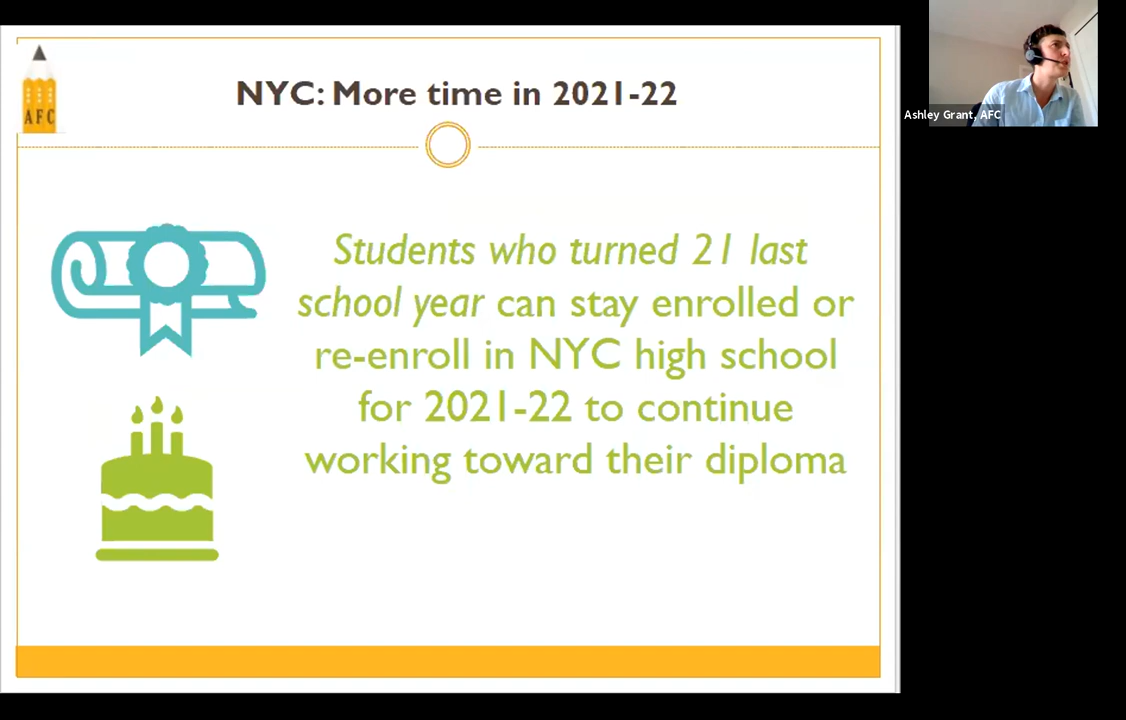 NYC: More time in 2021-22
AFC
Ashley Grant, AFC
Students who turned 21 last
school year can stay enrolled or
re-enroll in NYC high school
for 2021-22 to continue
working toward their diploma